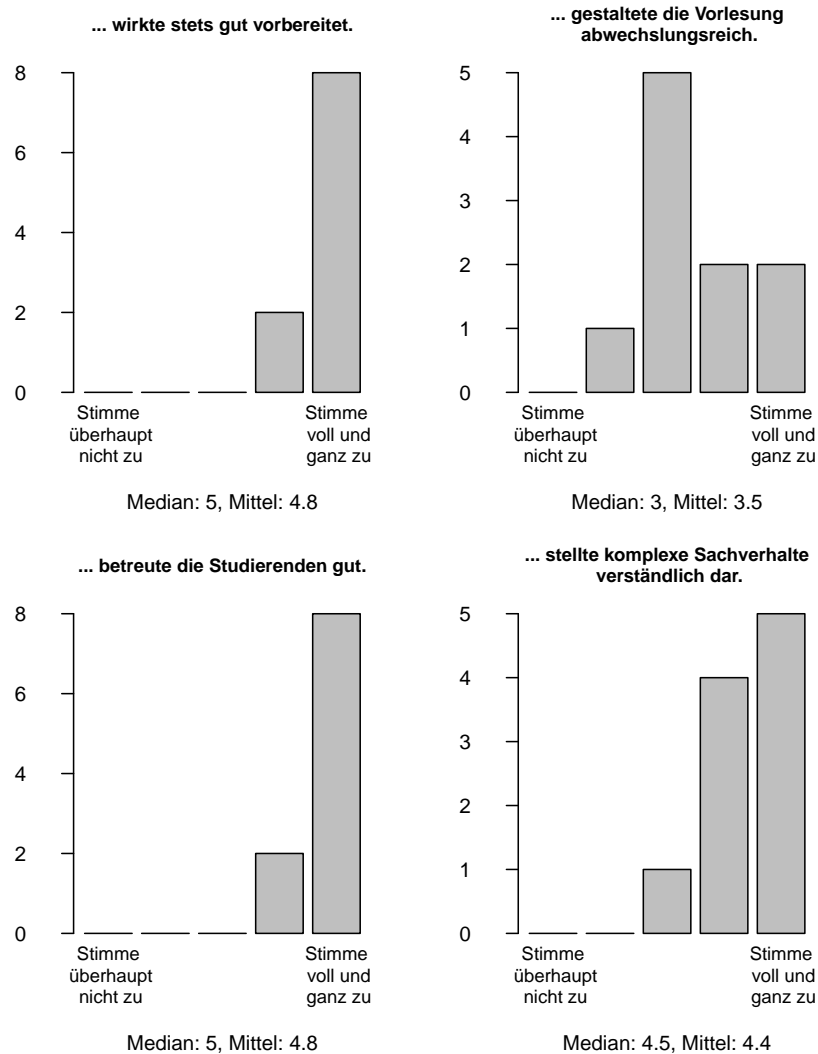 ... wirkte stets gut vorbereitet.
8
6
4
2
0
Stimme
überhaupt
nicht zu
Stimme
voll und
ganz zu
Median: 5, Mittel: 4.8
... gestaltete die Vorlesung
abwechslungsreich.
5
4
3
2
1
0
Stimme
überhaupt
nicht zu
Stimme
voll und
ganz zu
Median: 3, Mittel: 3.5
... betreute die Studierenden gut.
8
6
4
2
0
Stimme
überhaupt
nicht zu
Stimme
voll und
ganz zu
Median: 5, Mittel: 4.8
... stellte komplexe Sachverhalte
verständlich dar.
5
4
3
2
1
0
Stimme
überhaupt
nicht zu
Stimme
voll und
ganz zu
Median: 4.5, Mittel: 4.4